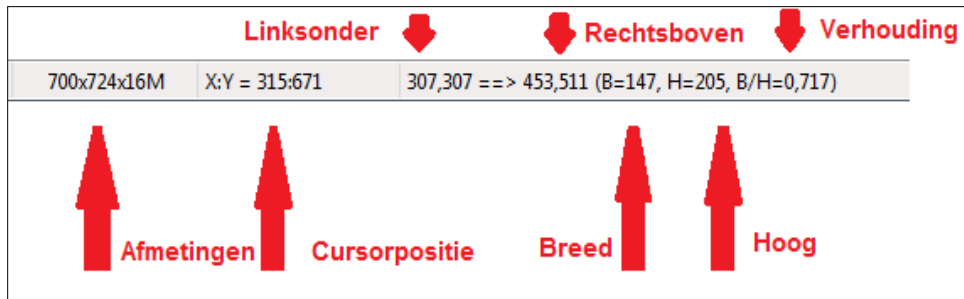 Linksonder Rechtsboven Verhouding
700x724x16M X:Y = 315:671 307,307 ==> 453,511 (B=147, H=205, B/H=0,717)
Afmetingen Cursorpositie Breed Hoog